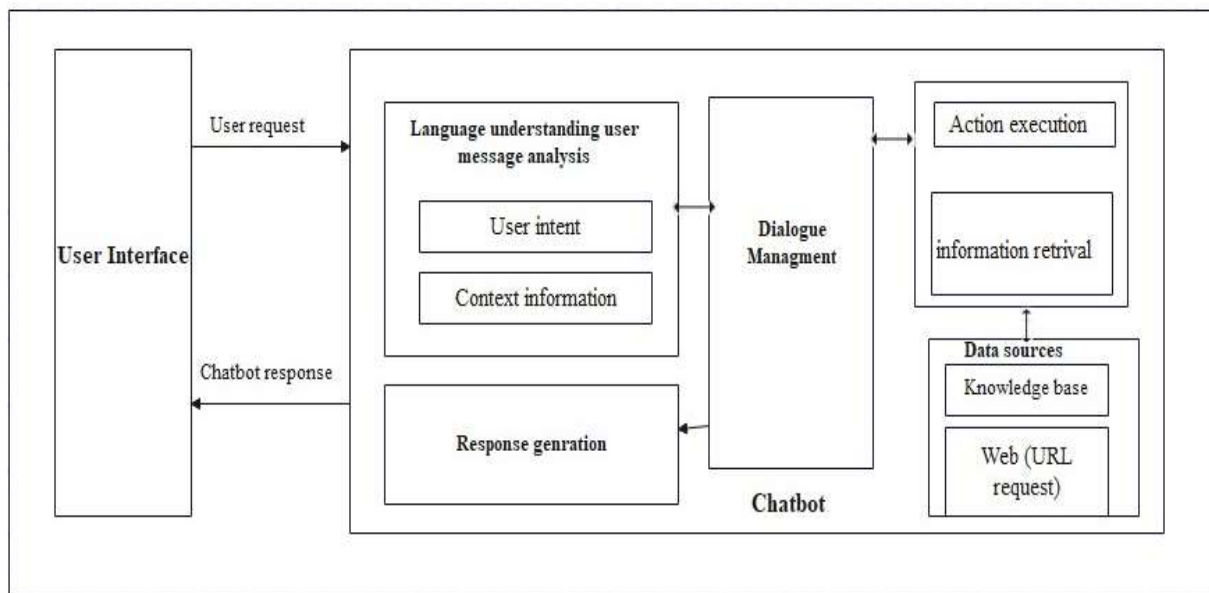 User Interface
User request
Chatbot response
Language understanding user
message analysis
User intent
Context information
Response genration
Dialogue
Managment
Action execution
information retrival
Data sources
Knowledge base
Web (URL
request)
Chatbot